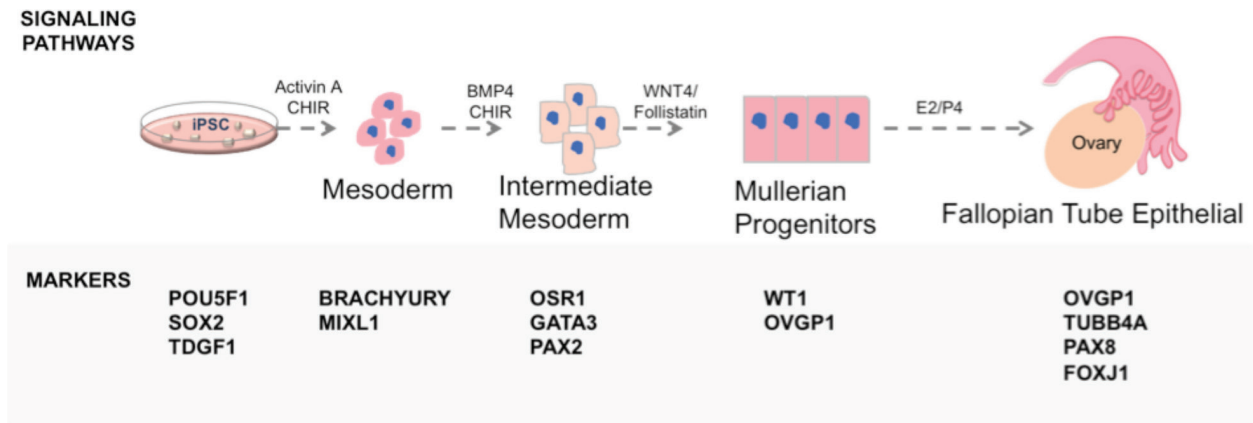 SIGNALING
PATHWAYS
Activin A
CHIR
BMP4
CHIR
WNT4/
Follistatin
E2/P4
iPSC
Ovary
Mesoderm
Intermediate
Mesoderm
Mullerian
Progenitors
Fallopian Tube Epithelial
MARKERS
POU5F1
SOX2
TDGF1
BRACHYURY
MIXL1
OSR1
GATA3
PAX2
WT1
OVGP1
OVGP1
TUBB4A
PAX8
FOXJ1